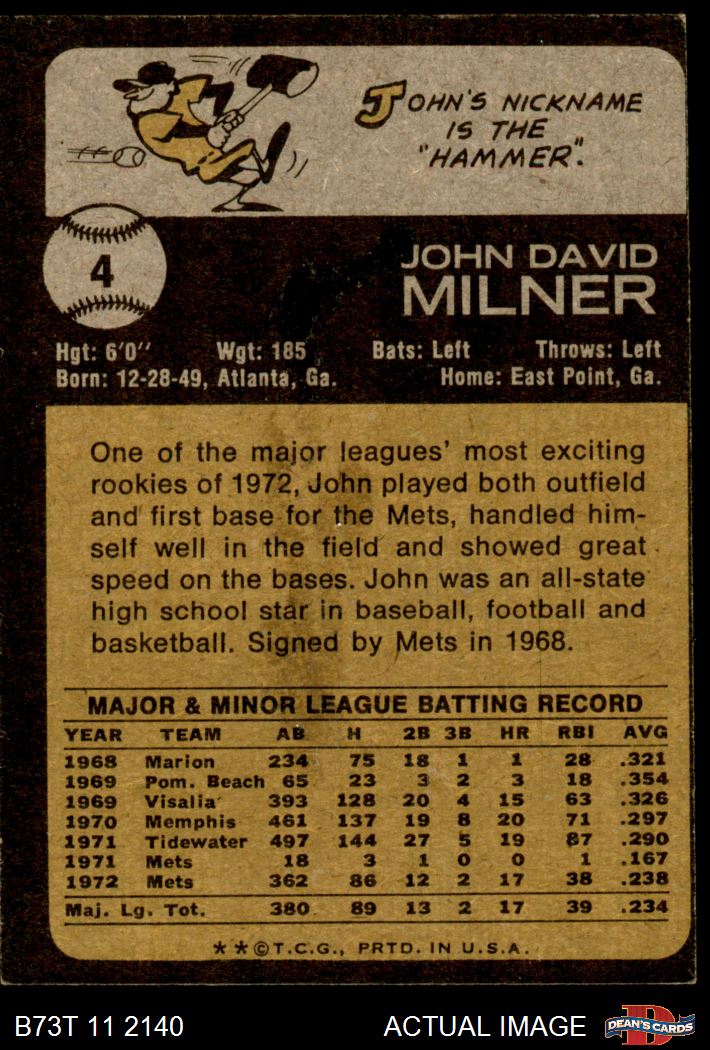 JOHN'S NICKNAME
IS THE
"HAMMER".
4
JOHN DAVID
MILNER
Hgt: 6'0" Wgt: 185 Bats: Left Throws: Left
Born: 12-28-49, Atlanta, Ga. Home: East Point, Ga.
One of the major leagues' most exciting
rookies of 1972, John played both outfield
and first base for the Mets, handled him-
self well in the field and showed great
speed on the bases. John was an all-state
high school star in baseball, football and
basketball. Signed by Mets in 1968.
MAJOR & MINOR LEAGUE BATTING RECORD
YEAR TEAM AB H 2B 3B HR RBI AVG
1968 Marion 234 75 18 1 1 28 .321
1969 Pom. Beach 65 23 3 2 3 18 .354
1969 Visalia 393 128 20 4 15 63 .326
1970 Memphis 461 137 19 8 20 71 .297
1971 Tidewater 497 144 27 5 19 87 .290
1971 Mets 18 3 1 0 0 1 .167
1972 Mets 362 86 12 2 17 38 .238
Maj. Lg. Tot. 380 89 13 2 17 39 .234
**©T.C.G., PRTD. IN U.S.A.
B73T 11 2140 ACTUAL IMAGE
D
DEAN'S CARDS